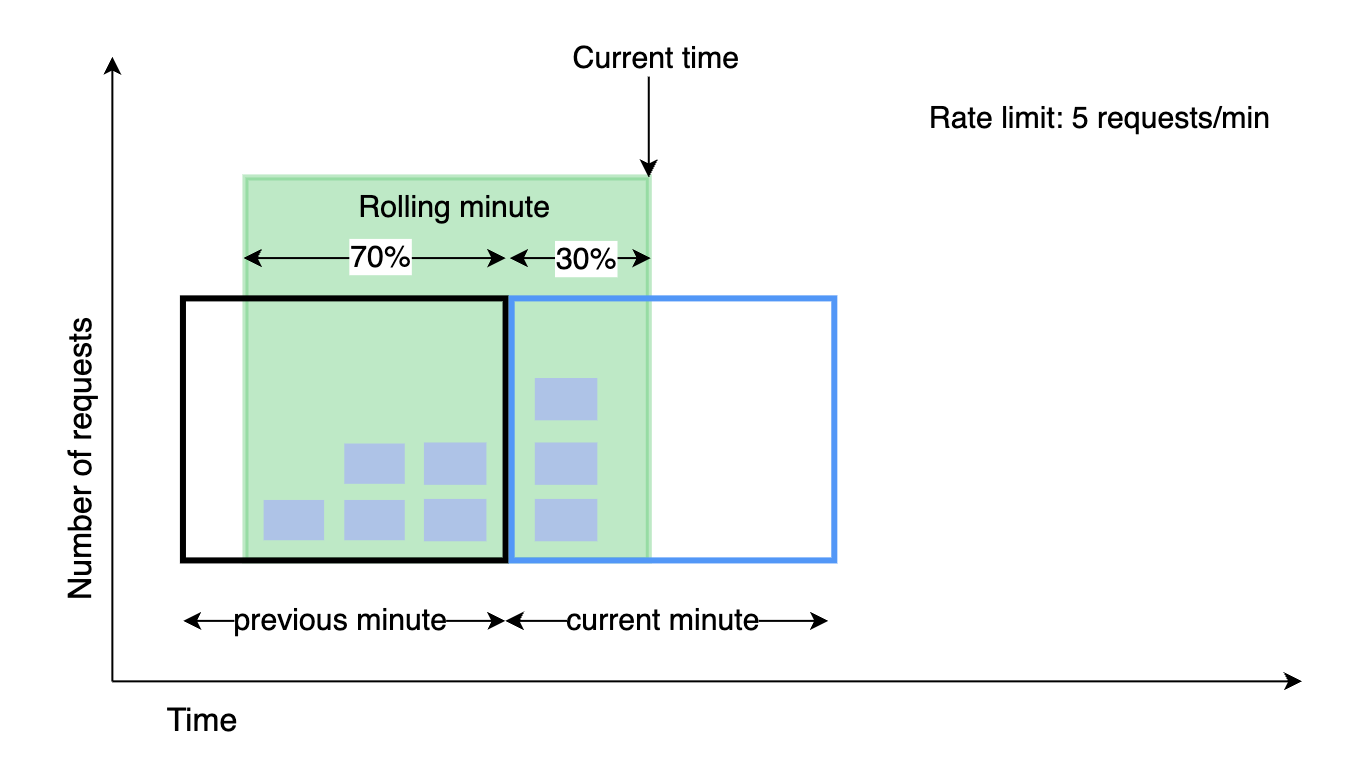 Current time
Rate limit: 5 requests/min
Rolling minute
70%
30%
Number of requests
previous minute
current minute
Time